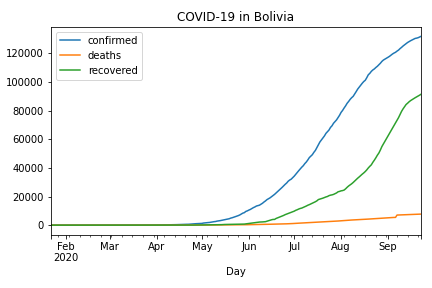 COVID-19 in Bolivia
confirmed
deaths
recovered
120000
100000
80000
60000
40000
20000
0
Feb Mar Apr May Jun Jul Aug Sep
2020
Day